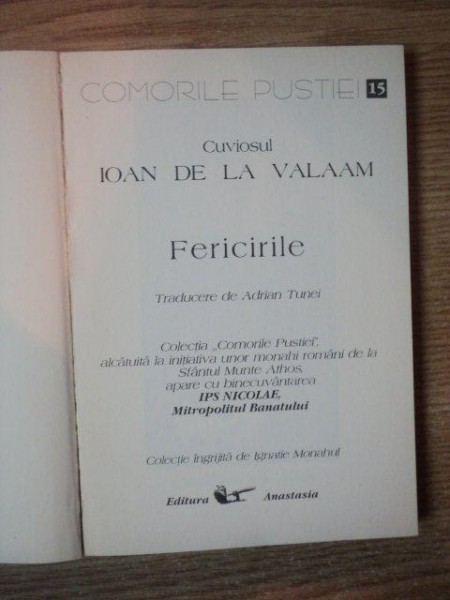 COMORILE PUSTIEI 15
Cuviosul
IOAN DE LA VALAAM
Fericirile
Traducere de Adrian Tunei
Colecția „Comorile Pustiei",
alcătuită la inițiativa unor monahi români de la
Sfântul Munte Athos,
apare cu binecuvântarea
IPS NICOLAE,
Mitropolitul Banatului
Colecție îngrijită de Ignatie Monahul
Editura Anastasia